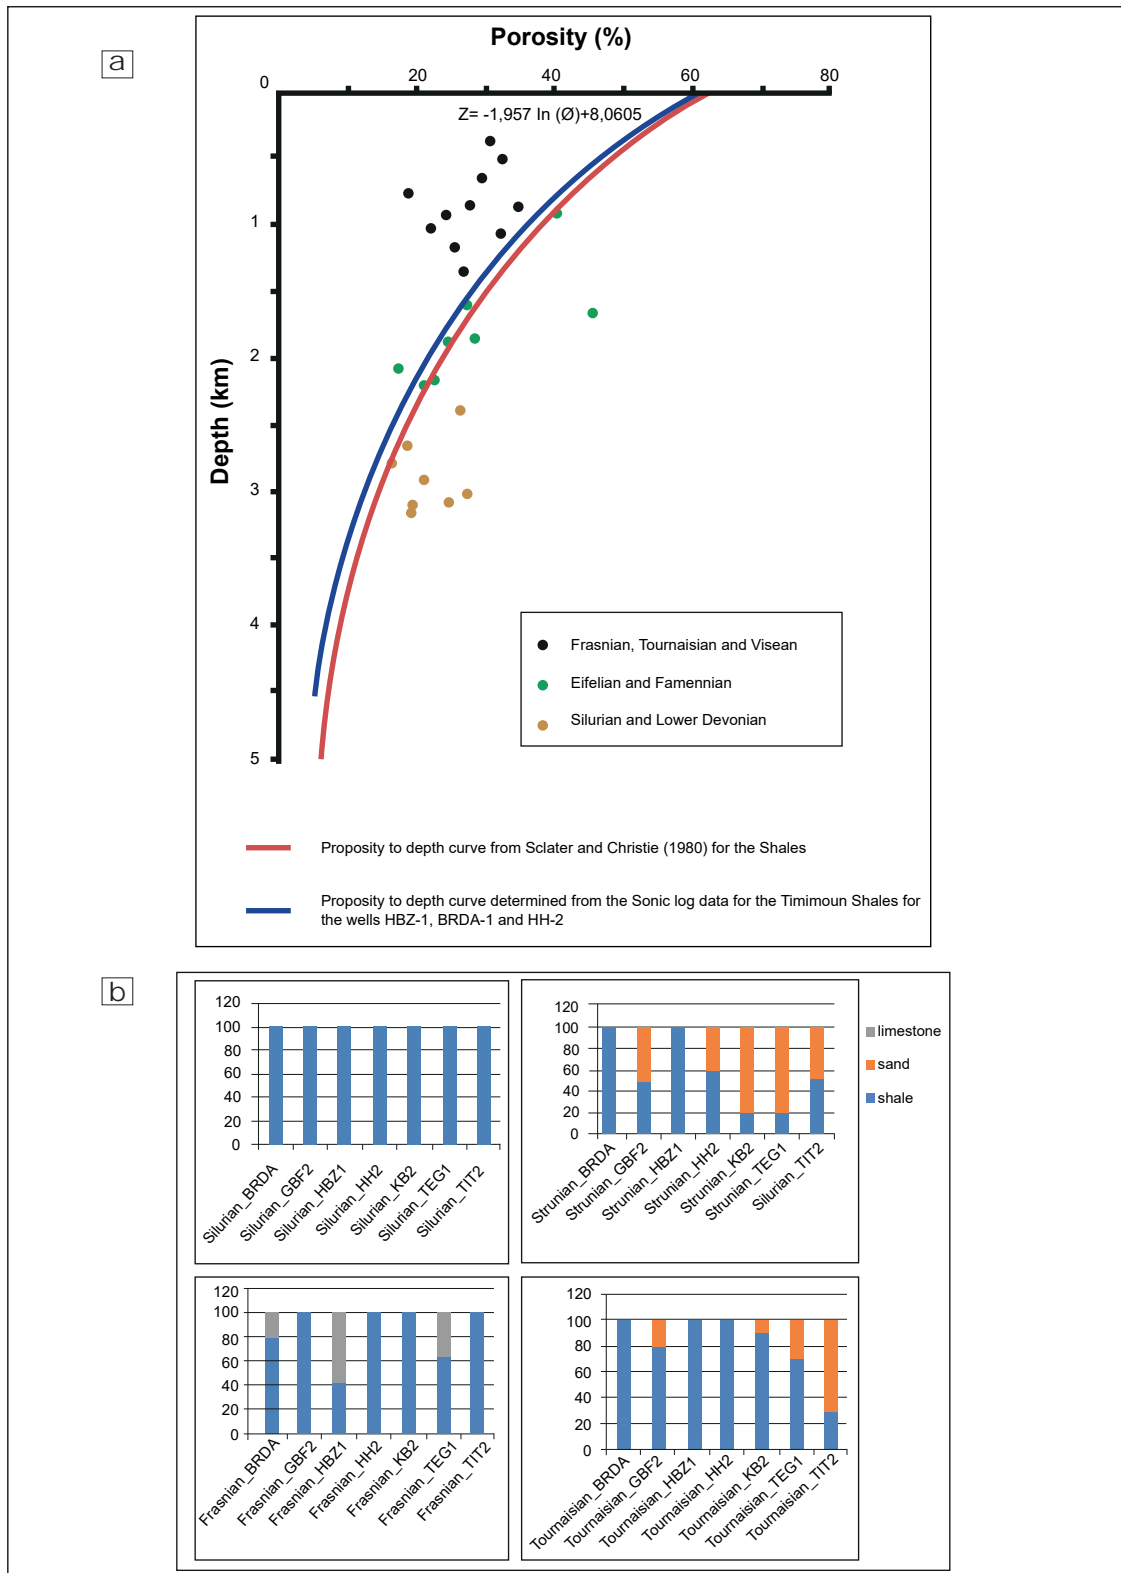 a
Porosity (%)
0
20
40
60
80
Z= -1,957 ln (Ø)+8,0605
1
2
3
4
5
Depth (km)
Frasnian, Tournaisian and Visean
Eifelian and Famennian
Silurian and Lower Devonian
Proposity to depth curve from Sclater and Christie (1980) for the Shales
Proposity to depth curve determined from the Sonic log data for the Timimoun Shales for
the wells HBZ-1, BRDA-1 and HH-2
b
120
100
80
60
40
20
0
Silurian_BRDA
Silurian_GBF2
Silurian_HBZ1
Silurian_HH2
Silurian_KB2
Silurian_TEG1
Silurian_TIT2
120
100
80
60
40
20
0
Strunian_BRDA
Strunian_GBF2
Strunian_HBZ1
Strunian_HH2
Strunian_KB2
Strunian_TEG1
Silurian_TIT2
limestone
sand
shale
120
100
80
60
40
20
0
Frasnian_BRDA
Frasnian_GBF2
Frasnian_HBZ1
Frasnian_HH2
Frasnian_KB2
Frasnian_TEG1
Frasnian_TIT2
120
100
80
60
40
20
0
Tournaisian_BRDA
Tournaisian_GBF2
Tournaisian_HBZ1
Tournaisian_HH2
Tournaisian_KB2
Tournaisian_TEG1
Tournaisian_TIT2